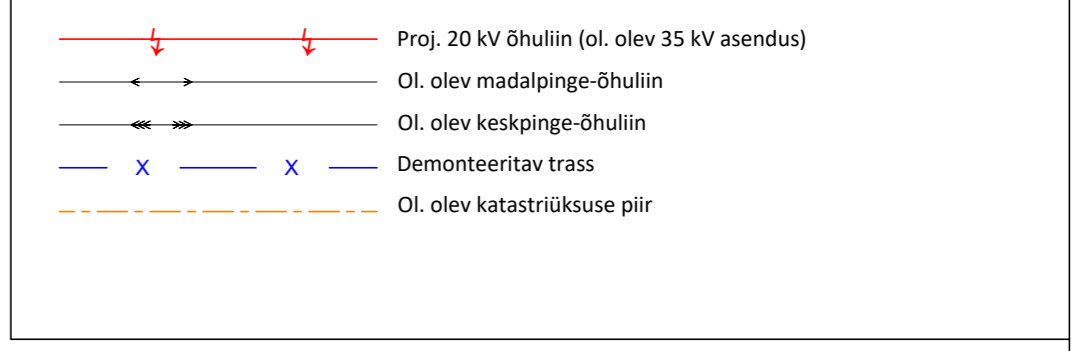 Proj. 20 kV õhuliin (ol. olev 35 kV asendus)
Ol. olev madalpinge-õhuliin
Ol. olev keskpinge-õhuliin
X X Demonteeritav trass
Ol. olev katastriüksuse piir